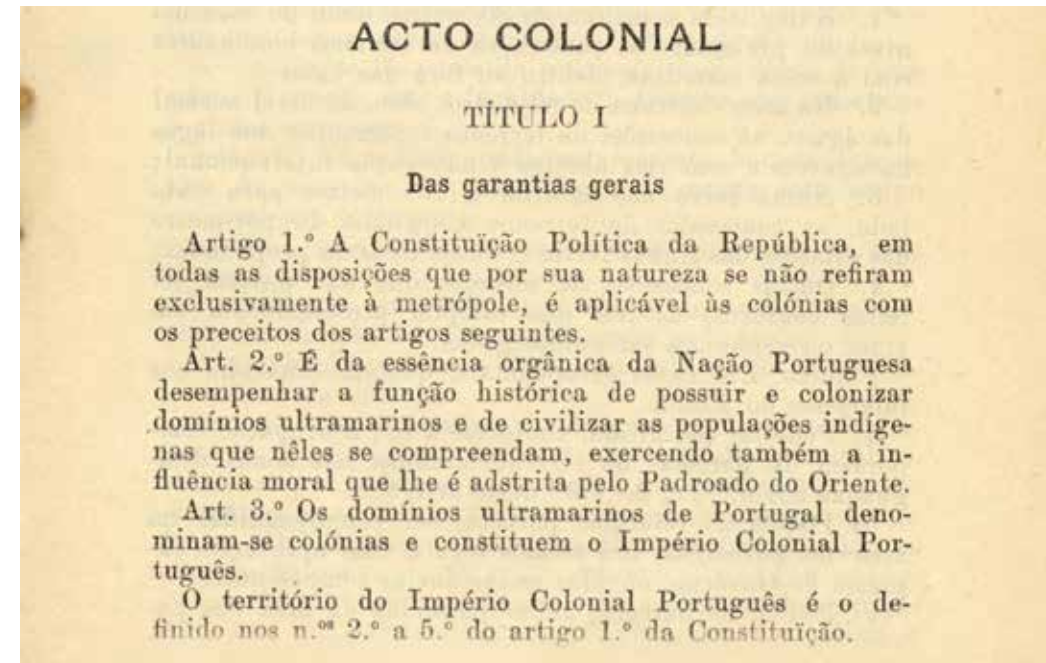 ACTO COLONIAL
TÍTULO I
Das garantias gerais
Artigo 1.º A Constituïção Política da República, em
todas as disposições que por sua natureza se não refiram
exclusivamente à metrópole, é aplicável às colónias com
os preceitos dos artigos seguintes.
Art. 2.º É da essência orgânica da Nação Portuguesa
desempenhar a função histórica de possuir e colonizar
domínios ultramarinos e de civilizar as populações indíge-
nas que nêles se compreendam, exercendo também a in-
fluência moral que lhe é adstrita pelo Padroado do Oriente.
Art. 3.º Os domínios ultramarinos de Portugal deno-
minam-se colónias e constituem o Império Colonial Por-
tuguês.
O território do Império Colonial Português é o de-
finido nos n.ºˢ 2.º a 5.º do artigo 1.º da Constituïção.